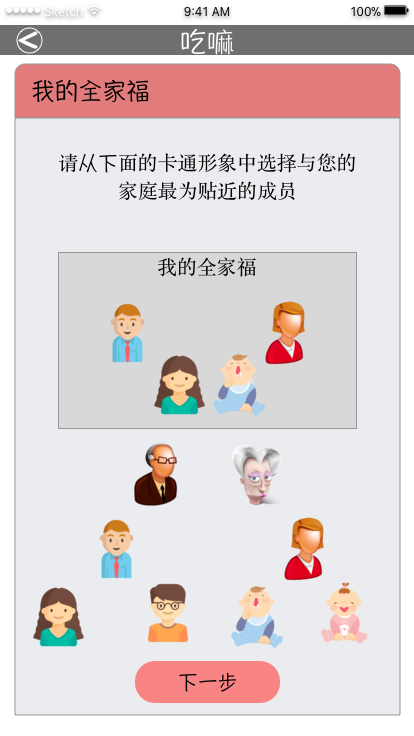 Sketch 9:41 AM 100%
吃嘛
我的全家福
请从下面的卡通形象中选择与您的
家庭最为贴近的成员
我的全家福
下一步